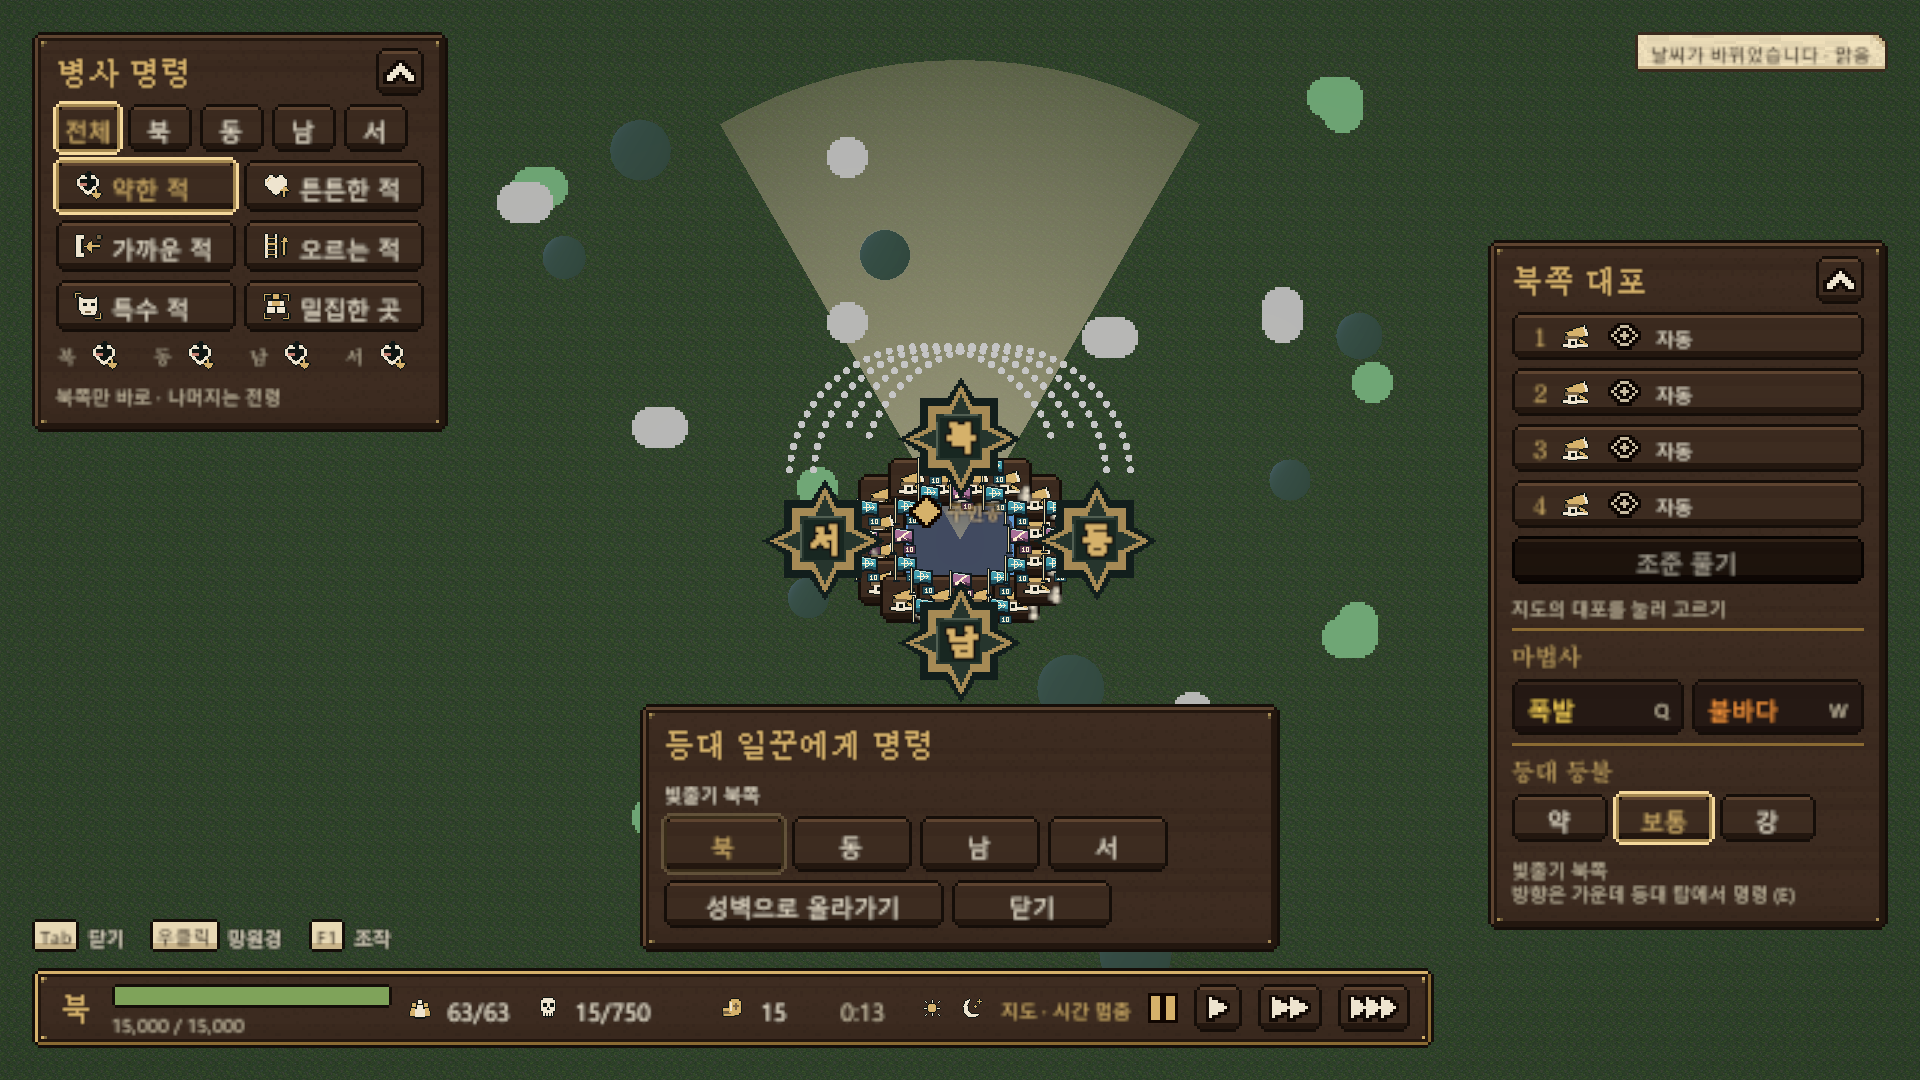 병사 명령
전체 북 동 남 서
약한 적 튼튼한 적
가까운 적 오르는 적
특수 적 밀집한 곳
북 동 남 서
북쪽만 바로 · 나머지는 전령
날씨가 바뀌었습니다 · 맑음
북
서 동
남
10
북쪽 대포
1 자동
2 자동
3 자동
4 자동
조준 풀기
지도의 대포를 눌러 고르기
마법사
폭발 Q 불바다 W
등대 등불
약 보통 강
빛줄기 북쪽
방향은 가운데 등대 탑에서 명령 (E)
등대 일꾼에게 명령
빛줄기 북쪽
북 동 남 서
성벽으로 올라가기 닫기
Tab 닫기 우클릭 망원경 F1 조작
북 15,000 / 15,000 63/63 15/750 15 0:13 지도 · 시간 멈춤